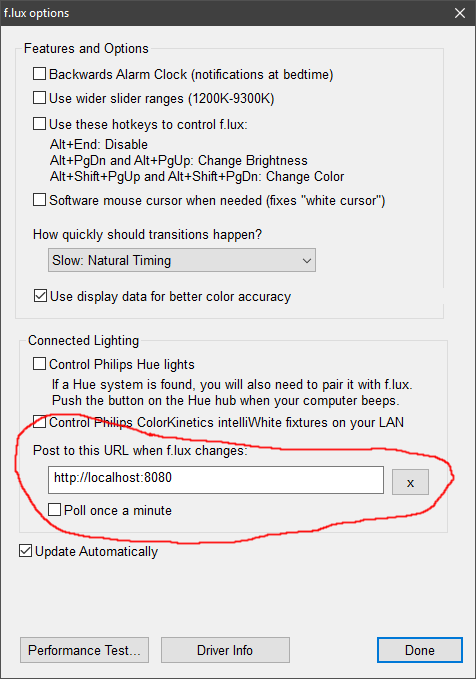 f.lux options
Features and Options
Backwards Alarm Clock (notifications at bedtime)
Use wider slider ranges (1200K-9300K)
Use these hotkeys to control f.lux:
Alt+End: Disable
Alt+PgDn and Alt+PgUp: Change Brightness
Alt+Shift+PgUp and Alt+Shift+PgDn: Change Color
Software mouse cursor when needed (fixes "white cursor")
How quickly should transitions happen?
Slow: Natural Timing
Use display data for better color accuracy
Connected Lighting
Control Philips Hue lights
If a Hue system is found, you will also need to pair it with f.lux.
Push the button on the Hue hub when your computer beeps.
Control Philips ColorKinetics intelliWhite fixtures on your LAN
Post to this URL when f.lux changes:
http://localhost:8080
x
Poll once a minute
Update Automatically
Performance Test...
Driver Info
Done